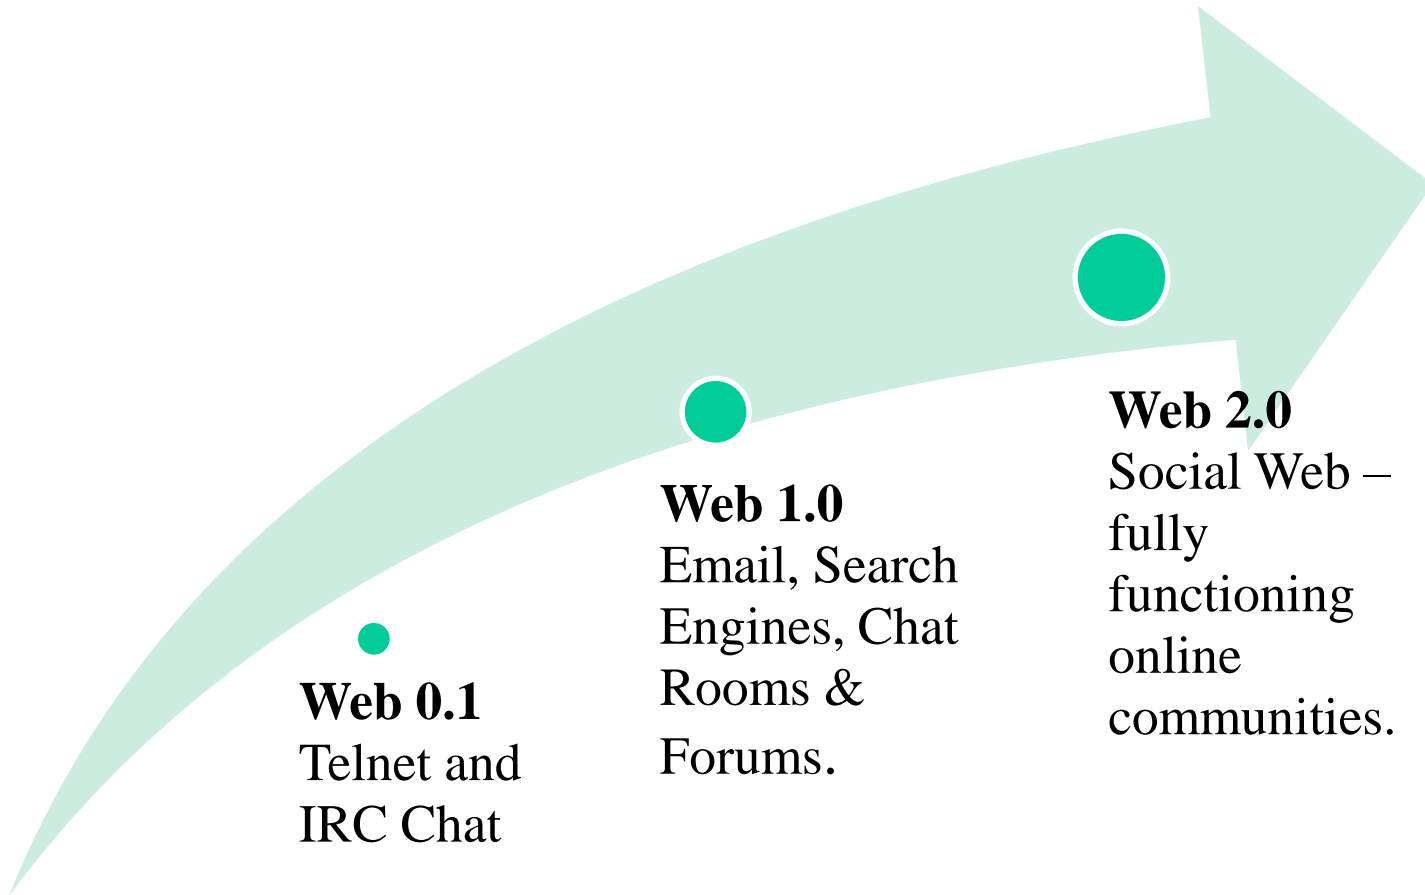 Web 0.1
Telnet and
IRC Chat
Web 1.0
Email, Search
Engines, Chat
Rooms &
Forums.
Web 2.0
Social Web –
fully
functioning
online
communities.